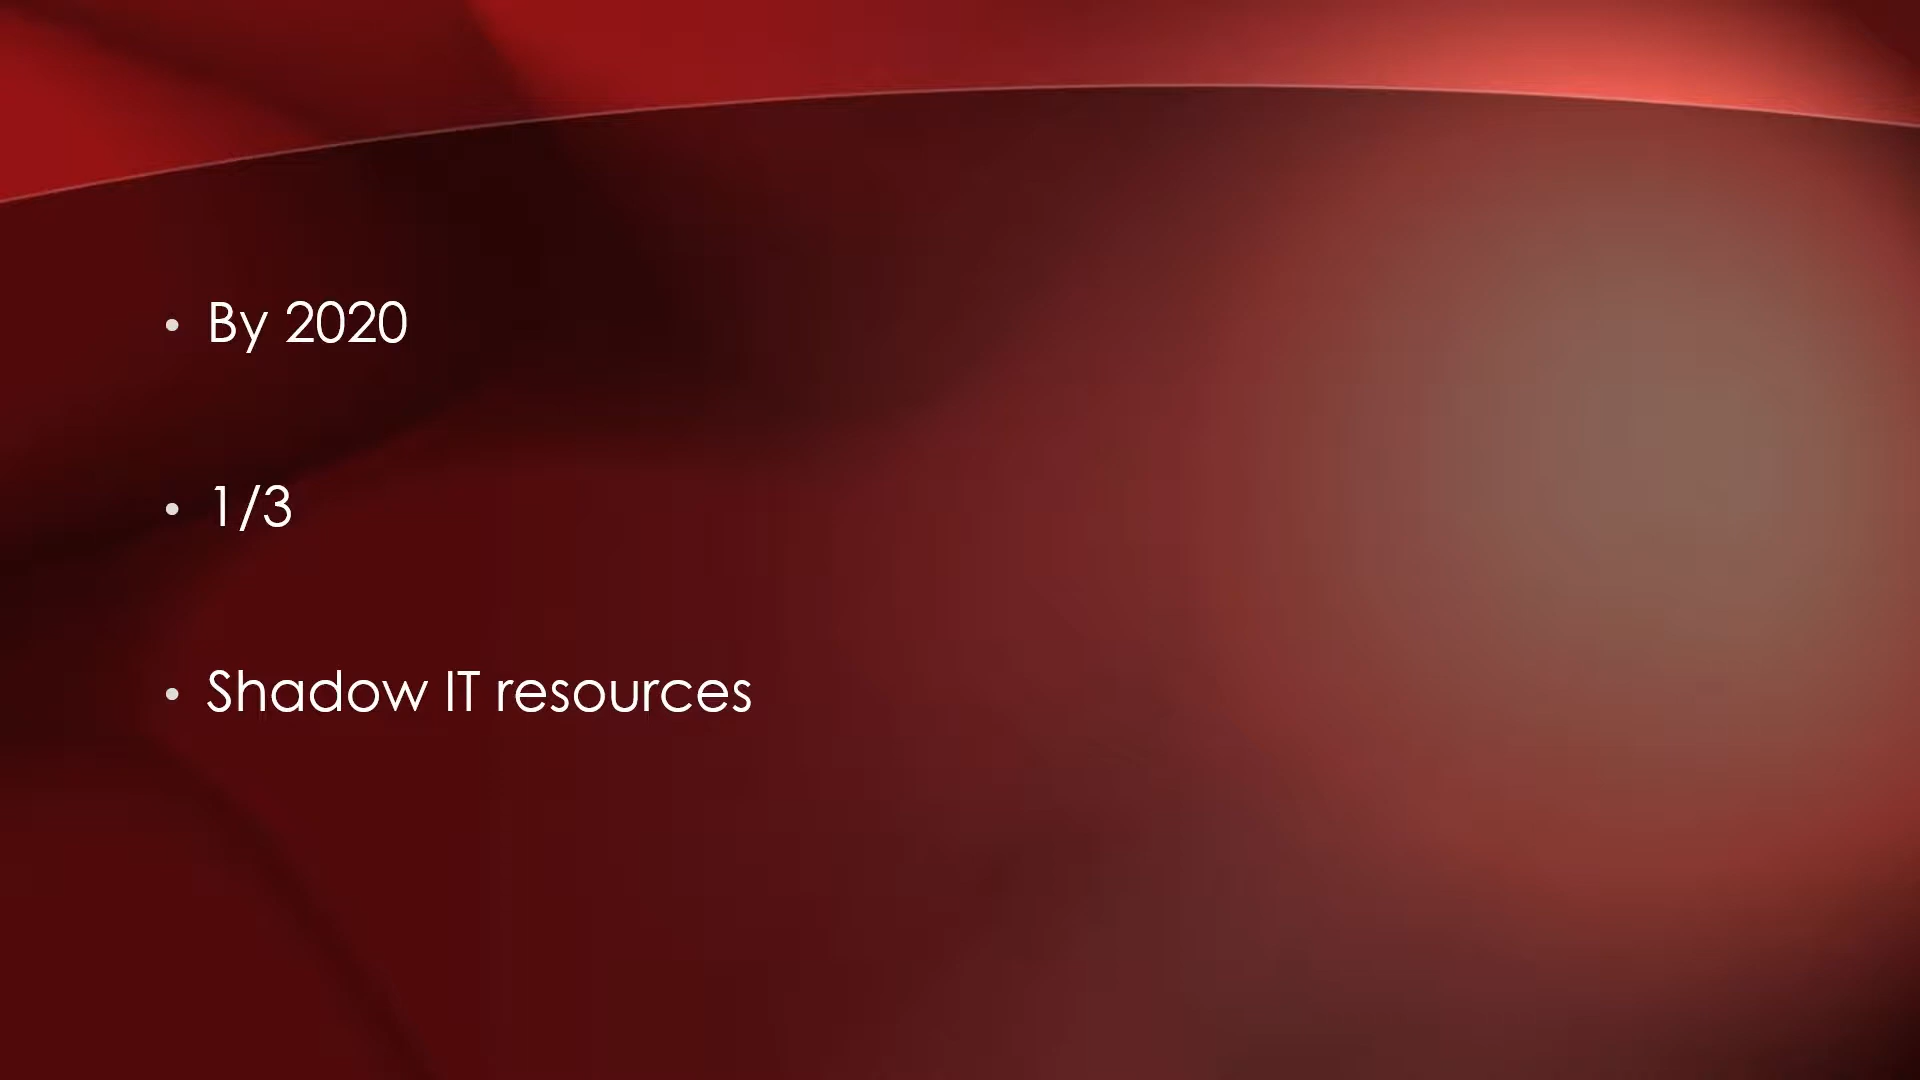 • By 2020
• 1/3
• Shadow IT resources